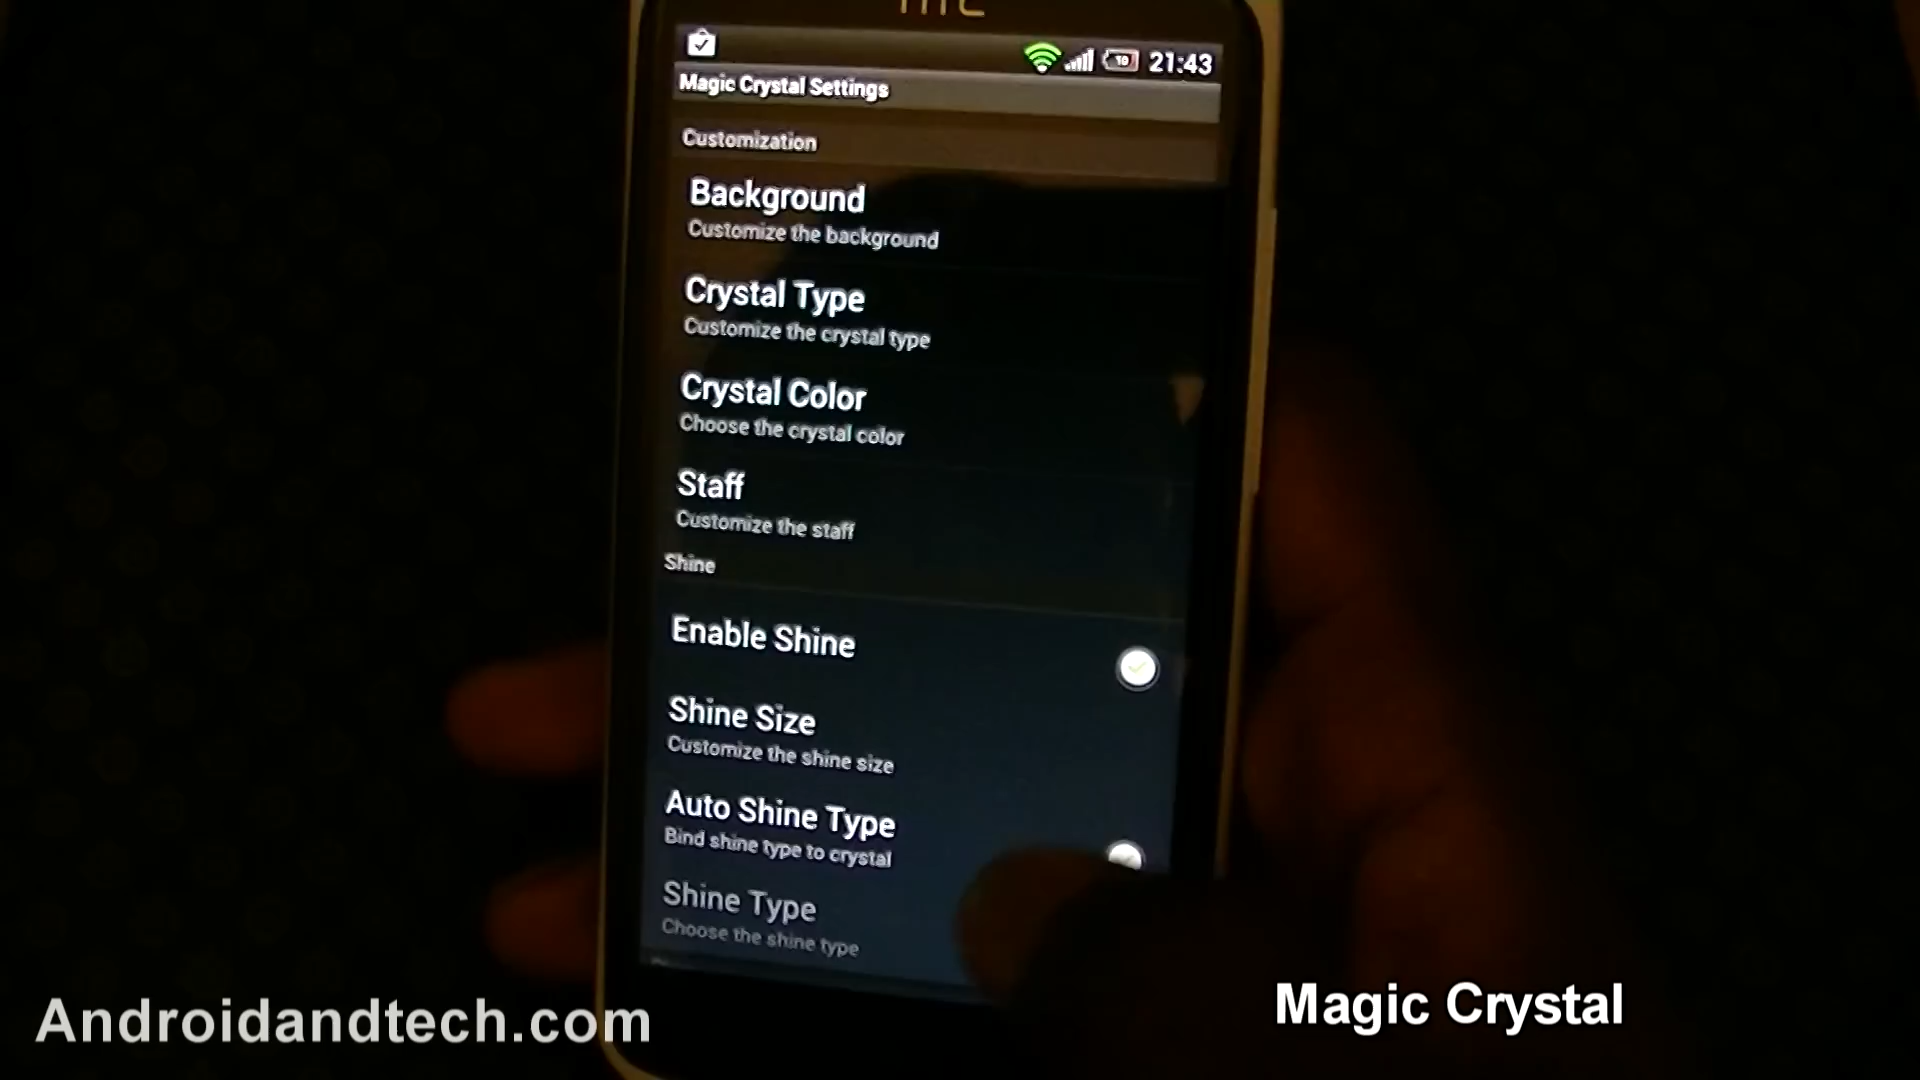 hTC
10
21:43
Magic Crystal Settings
Customization
Background
Customize the background
Crystal Type
Customize the crystal type
Crystal Color
Choose the crystal color
Staff
Customize the staff
Shine
Enable Shine
Shine Size
Customize the shine size
Auto Shine Type
Bind shine type to crystal
Shine Type
Choose the shine type
Androidandtech.com
Magic Crystal